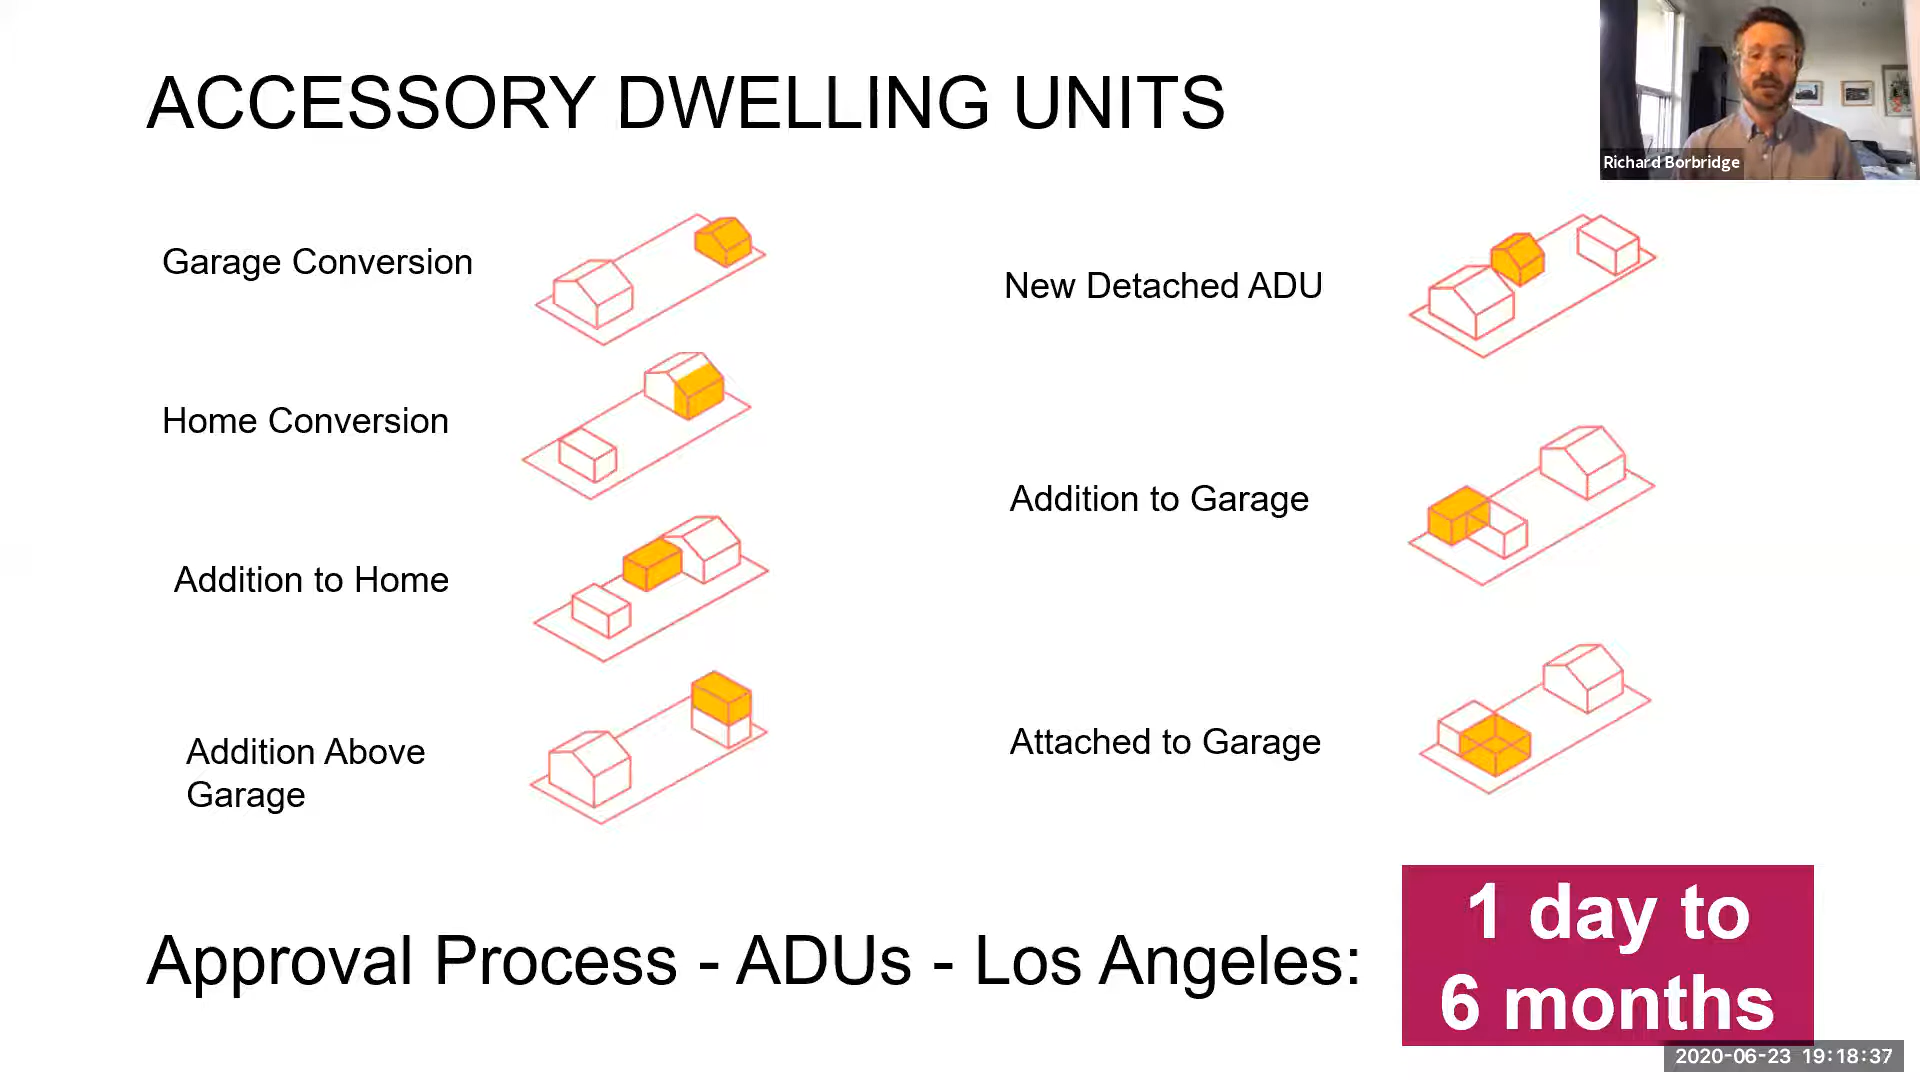 ACCESSORY DWELLING UNITS
Richard Borbridge
Garage Conversion
Home Conversion
Addition to Home
Addition Above
Garage
New Detached ADU
Addition to Garage
Attached to Garage
Approval Process - ADUs - Los Angeles:
1 day to
6 months
2020-06-23 19:18:37